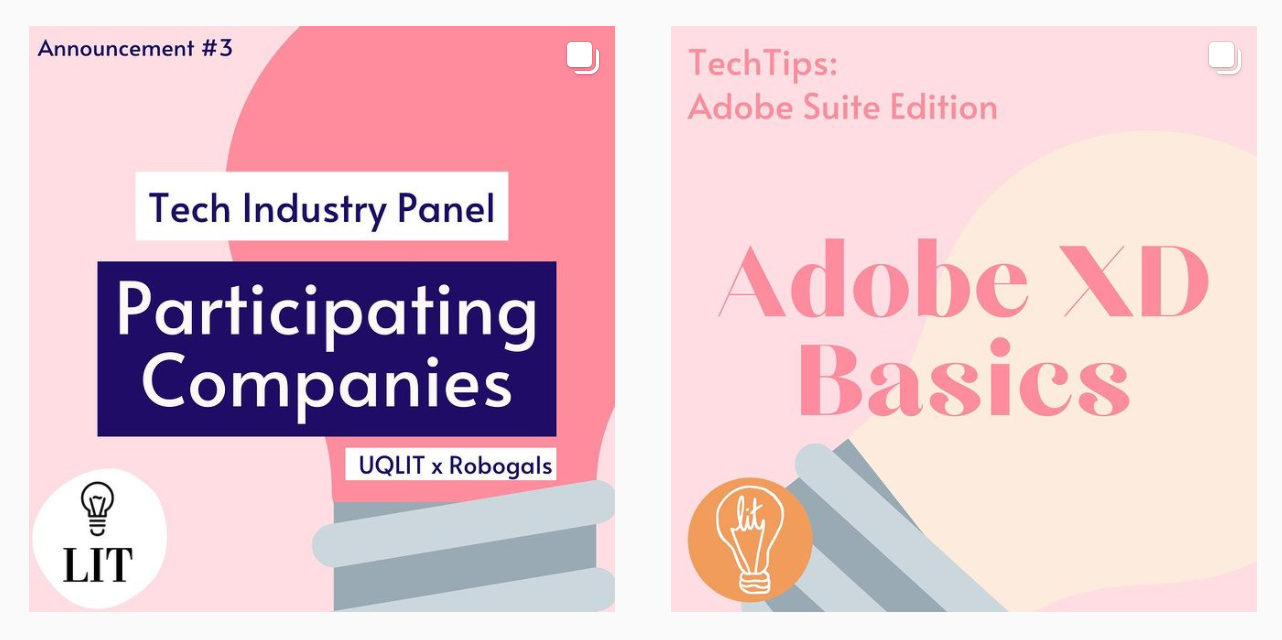 Announcement #3
Tech Industry Panel
Participating
Companies
UQLIT x Robogals
LIT
TechTips:
Adobe Suite Edition
Adobe XD
Basics
lit